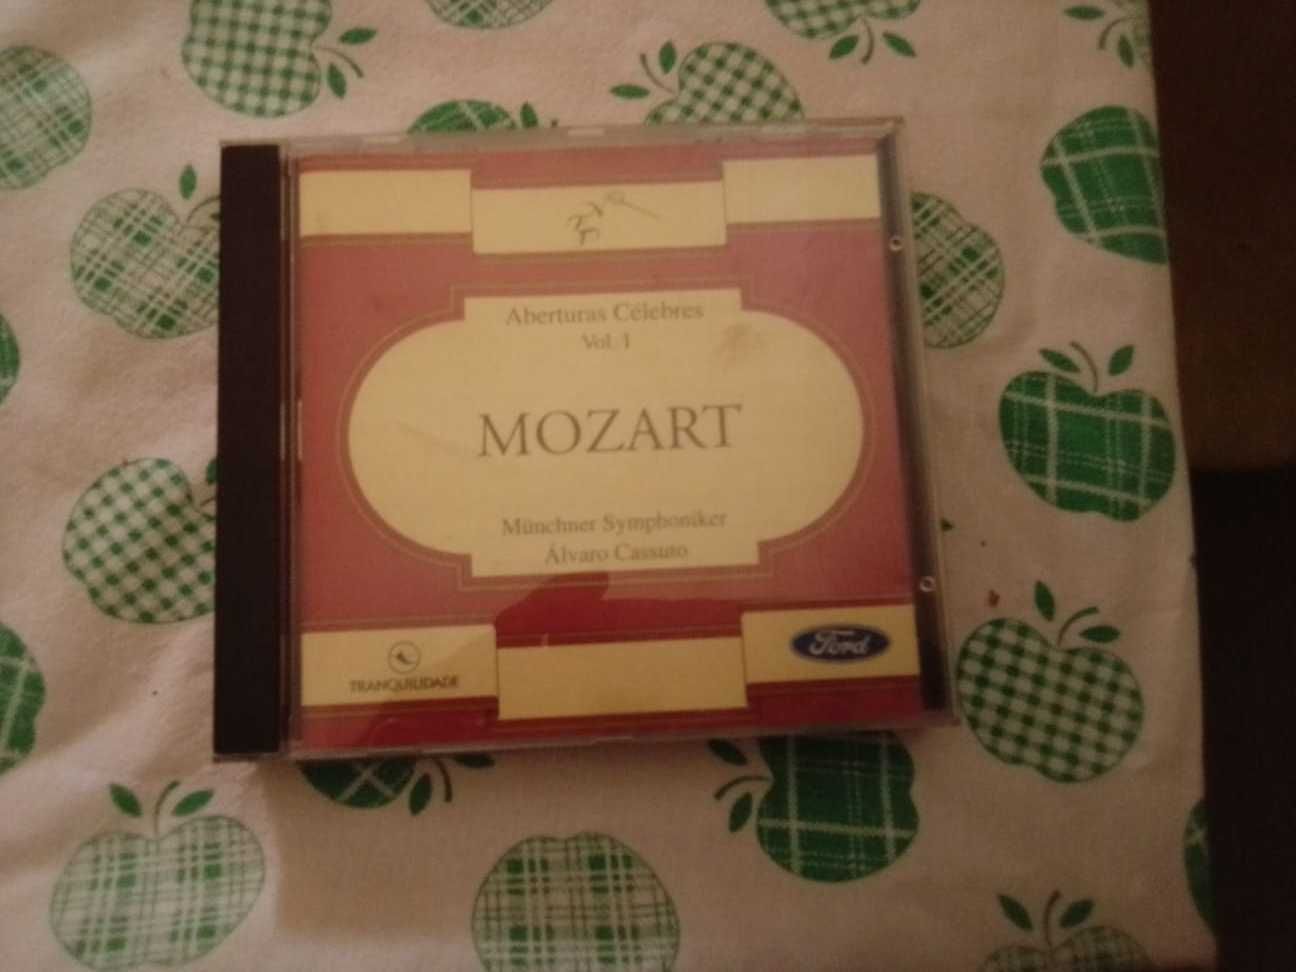 Aberturas Célebres
Vol. 1
MOZART
Münchner Symphoniker
Álvaro Cassuto
TRANQUILIDADE
Ford